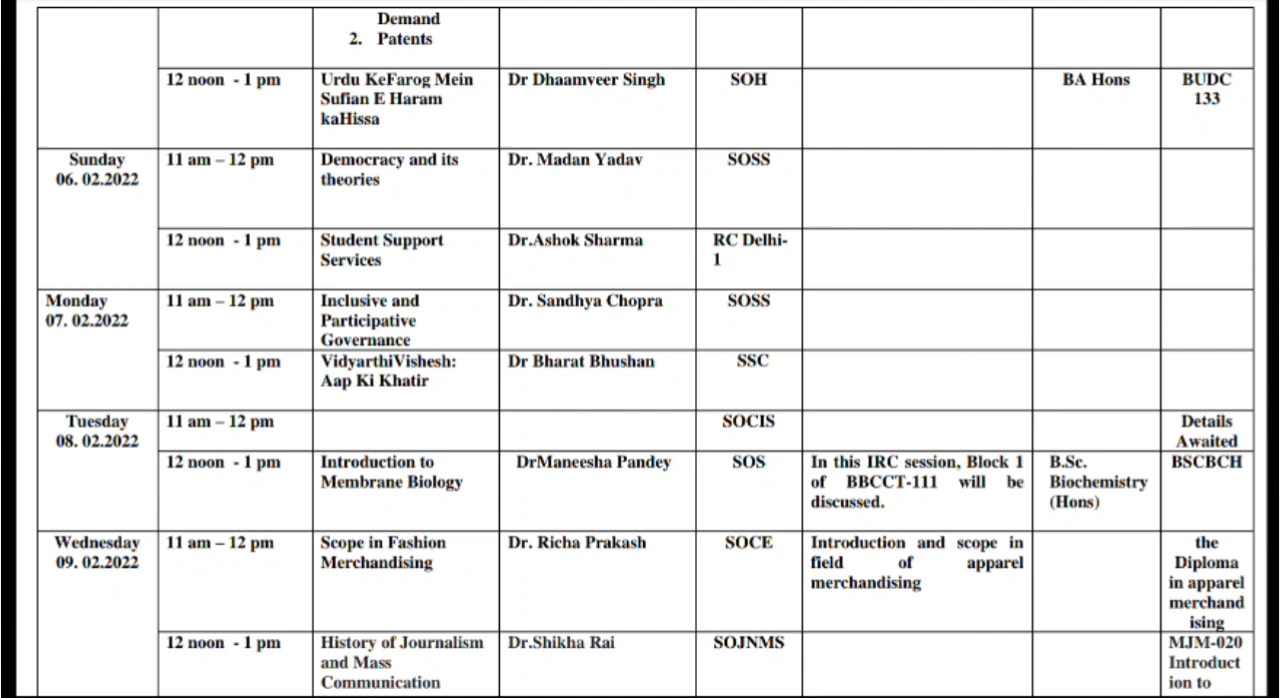 Demand
2. Patents
12 noon - 1 pm
Urdu KeFarog Mein
Sufian E Haram
kaHissa
Dr Dhaamveer Singh
SOH
BA Hons
BUDC
133
Sunday
06. 02.2022
11 am – 12 pm
Democracy and its
theories
Dr. Madan Yadav
SOSS
12 noon - 1 pm
Student Support
Services
Dr.Ashok Sharma
RC Delhi-
1
Monday
07. 02.2022
11 am – 12 pm
Inclusive and
Participative
Governance
Dr. Sandhya Chopra
SOSS
12 noon - 1 pm
VidyarthiVishesh:
Aap Ki Khatir
Dr Bharat Bhushan
SSC
Tuesday
08. 02.2022
11 am – 12 pm
SOCIS
Details
Awaited
12 noon - 1 pm
Introduction to
Membrane Biology
DrManeesha Pandey
SOS
In this IRC session, Block 1
of BBCCT-111 will be
discussed.
B.Sc.
Biochemistry
(Hons)
BSCBCH
Wednesday
09. 02.2022
11 am – 12 pm
Scope in Fashion
Merchandising
Dr. Richa Prakash
SOCE
Introduction and scope in
field of apparel
merchandising
the
Diploma
in apparel
merchand
ising
12 noon - 1 pm
History of Journalism
and Mass
Communication
Dr.Shikha Rai
SOJNMS
MJM-020
Introduct
ion to